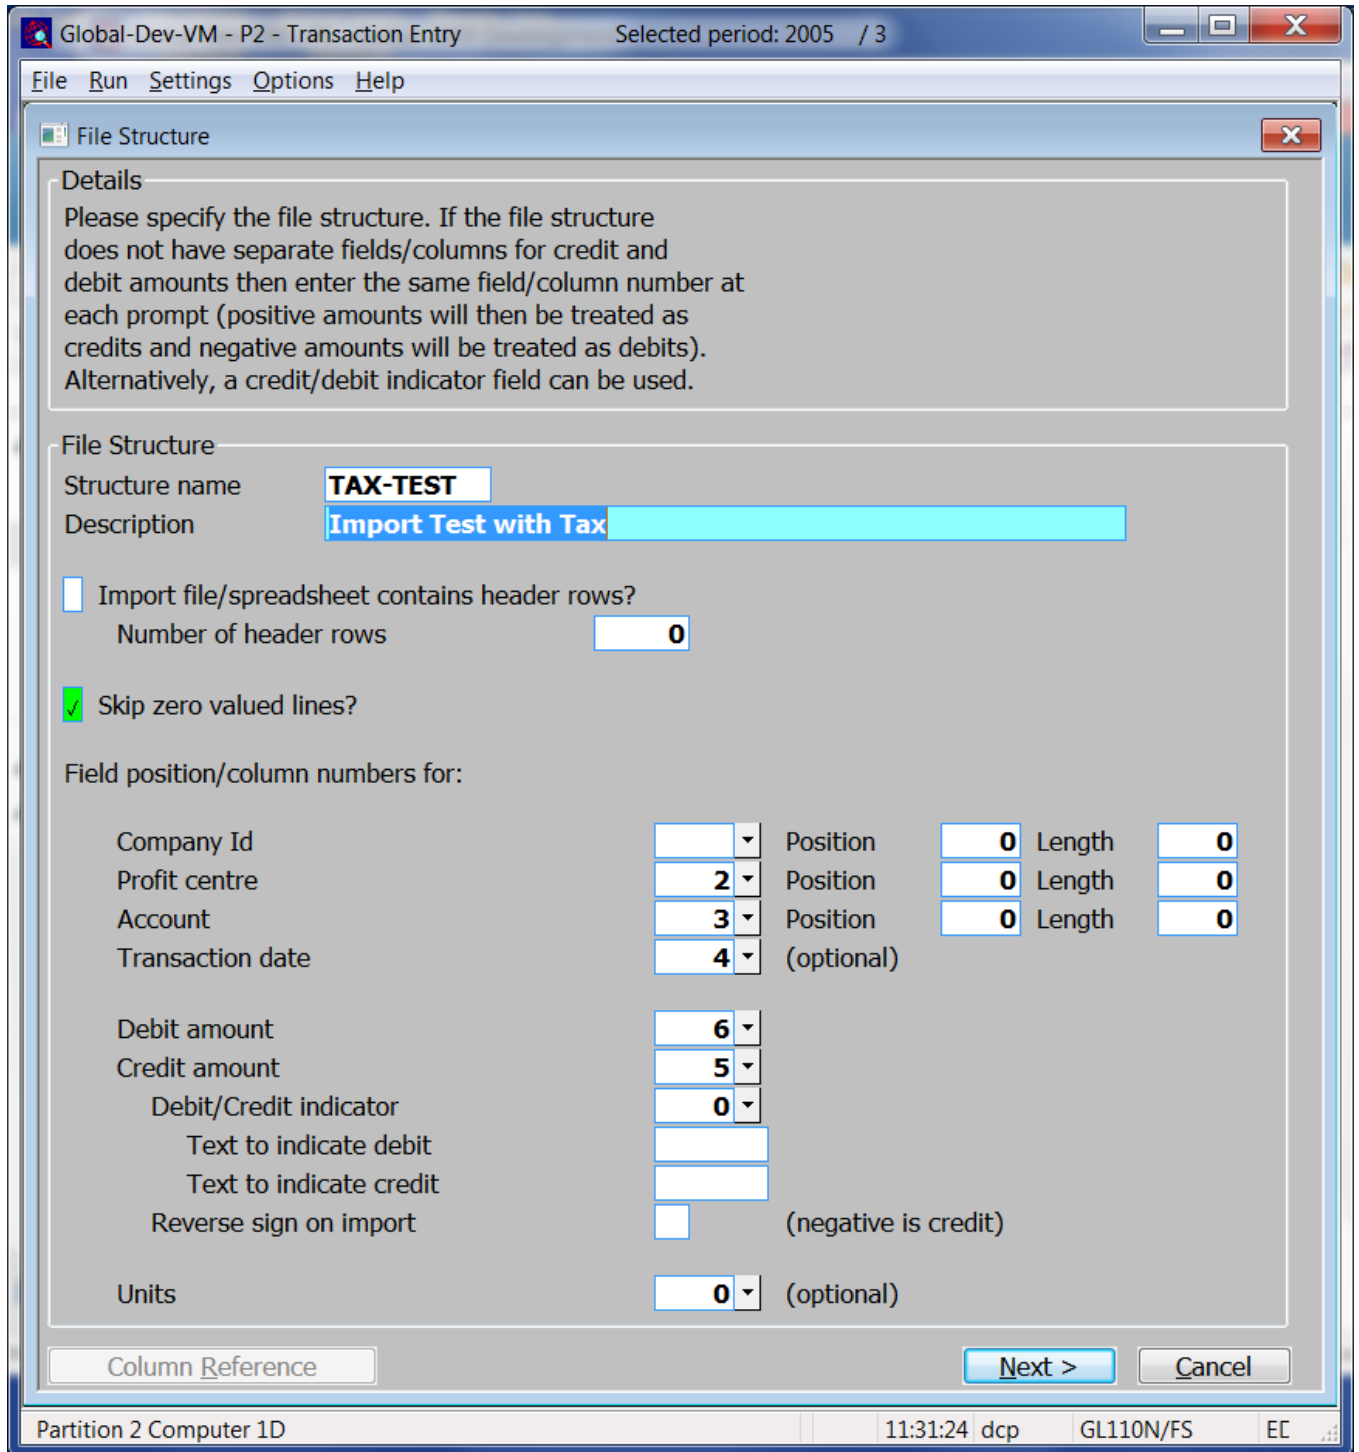 Global-Dev-VM - P2 - Transaction Entry Selected period: 2005 / 3
File Run Settings Options Help
File Structure
Details
Please specify the file structure. If the file structure
does not have separate fields/columns for credit and
debit amounts then enter the same field/column number at
each prompt (positive amounts will then be treated as
credits and negative amounts will be treated as debits).
Alternatively, a credit/debit indicator field can be used.
File Structure
Structure name TAX-TEST
Description Import Test with Tax
Import file/spreadsheet contains header rows?
Number of header rows 0
Skip zero valued lines?
Field position/column numbers for:
Company Id Position 0 Length 0
Profit centre 2 Position 0 Length 0
Account 3 Position 0 Length 0
Transaction date 4 (optional)
Debit amount 6
Credit amount 5
Debit/Credit indicator 0
Text to indicate debit
Text to indicate credit
Reverse sign on import (negative is credit)
Units 0 (optional)
Column Reference Next > Cancel
Partition 2 Computer 1D 11:31:24 dcp GL110N/FS